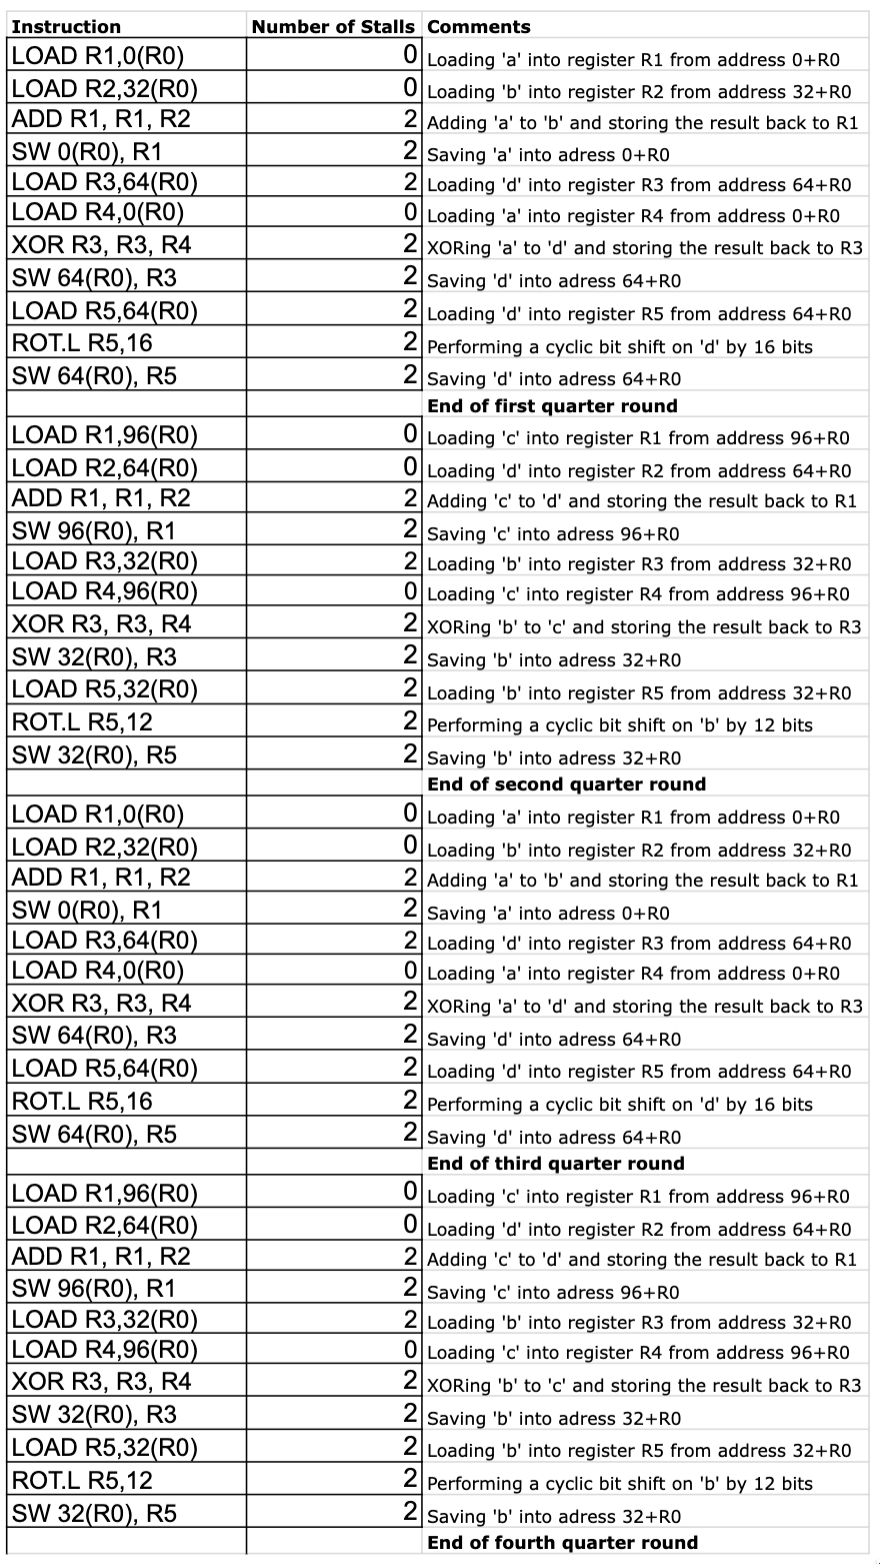 Instruction Number of Stalls Comments
LOAD R1,0(R0) 0 Loading 'a' into register R1 from address 0+R0
LOAD R2,32(R0) 0 Loading 'b' into register R2 from address 32+R0
ADD R1, R1, R2 2 Adding 'a' to 'b' and storing the result back to R1
SW 0(R0), R1 2 Saving 'a' into adress 0+R0
LOAD R3,64(R0) 2 Loading 'd' into register R3 from address 64+R0
LOAD R4,0(R0) 0 Loading 'a' into register R4 from address 0+R0
XOR R3, R3, R4 2 XORing 'a' to 'd' and storing the result back to R3
SW 64(R0), R3 2 Saving 'd' into adress 64+R0
LOAD R5,64(R0) 2 Loading 'd' into register R5 from address 64+R0
ROT.L R5,16 2 Performing a cyclic bit shift on 'd' by 16 bits
SW 64(R0), R5 2 Saving 'd' into adress 64+R0
End of first quarter round
LOAD R1,96(R0) 0 Loading 'c' into register R1 from address 96+R0
LOAD R2,64(R0) 0 Loading 'd' into register R2 from address 64+R0
ADD R1, R1, R2 2 Adding 'c' to 'd' and storing the result back to R1
SW 96(R0), R1 2 Saving 'c' into adress 96+R0
LOAD R3,32(R0) 2 Loading 'b' into register R3 from address 32+R0
LOAD R4,96(R0) 0 Loading 'c' into register R4 from address 96+R0
XOR R3, R3, R4 2 XORing 'b' to 'c' and storing the result back to R3
SW 32(R0), R3 2 Saving 'b' into adress 32+R0
LOAD R5,32(R0) 2 Loading 'b' into register R5 from address 32+R0
ROT.L R5,12 2 Performing a cyclic bit shift on 'b' by 12 bits
SW 32(R0), R5 2 Saving 'b' into adress 32+R0
End of second quarter round
LOAD R1,0(R0) 0 Loading 'a' into register R1 from address 0+R0
LOAD R2,32(R0) 0 Loading 'b' into register R2 from address 32+R0
ADD R1, R1, R2 2 Adding 'a' to 'b' and storing the result back to R1
SW 0(R0), R1 2 Saving 'a' into adress 0+R0
LOAD R3,64(R0) 2 Loading 'd' into register R3 from address 64+R0
LOAD R4,0(R0) 0 Loading 'a' into register R4 from address 0+R0
XOR R3, R3, R4 2 XORing 'a' to 'd' and storing the result back to R3
SW 64(R0), R3 2 Saving 'd' into adress 64+R0
LOAD R5,64(R0) 2 Loading 'd' into register R5 from address 64+R0
ROT.L R5,16 2 Performing a cyclic bit shift on 'd' by 16 bits
SW 64(R0), R5 2 Saving 'd' into adress 64+R0
End of third quarter round
LOAD R1,96(R0) 0 Loading 'c' into register R1 from address 96+R0
LOAD R2,64(R0) 0 Loading 'd' into register R2 from address 64+R0
ADD R1, R1, R2 2 Adding 'c' to 'd' and storing the result back to R1
SW 96(R0), R1 2 Saving 'c' into adress 96+R0
LOAD R3,32(R0) 2 Loading 'b' into register R3 from address 32+R0
LOAD R4,96(R0) 0 Loading 'c' into register R4 from address 96+R0
XOR R3, R3, R4 2 XORing 'b' to 'c' and storing the result back to R3
SW 32(R0), R3 2 Saving 'b' into adress 32+R0
LOAD R5,32(R0) 2 Loading 'b' into register R5 from address 32+R0
ROT.L R5,12 2 Performing a cyclic bit shift on 'b' by 12 bits
SW 32(R0), R5 2 Saving 'b' into adress 32+R0
End of fourth quarter round